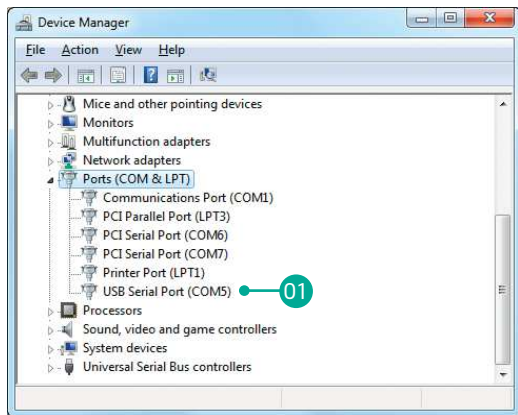 Device Manager
File Action View Help
Mice and other pointing devices
Monitors
Multifunction adapters
Network adapters
Ports (COM & LPT)
Communications Port (COM1)
PCI Parallel Port (LPT3)
PCI Serial Port (COM6)
PCI Serial Port (COM7)
Printer Port (LPT1)
USB Serial Port (COM5) 01
Processors
Sound, video and game controllers
System devices
Universal Serial Bus controllers